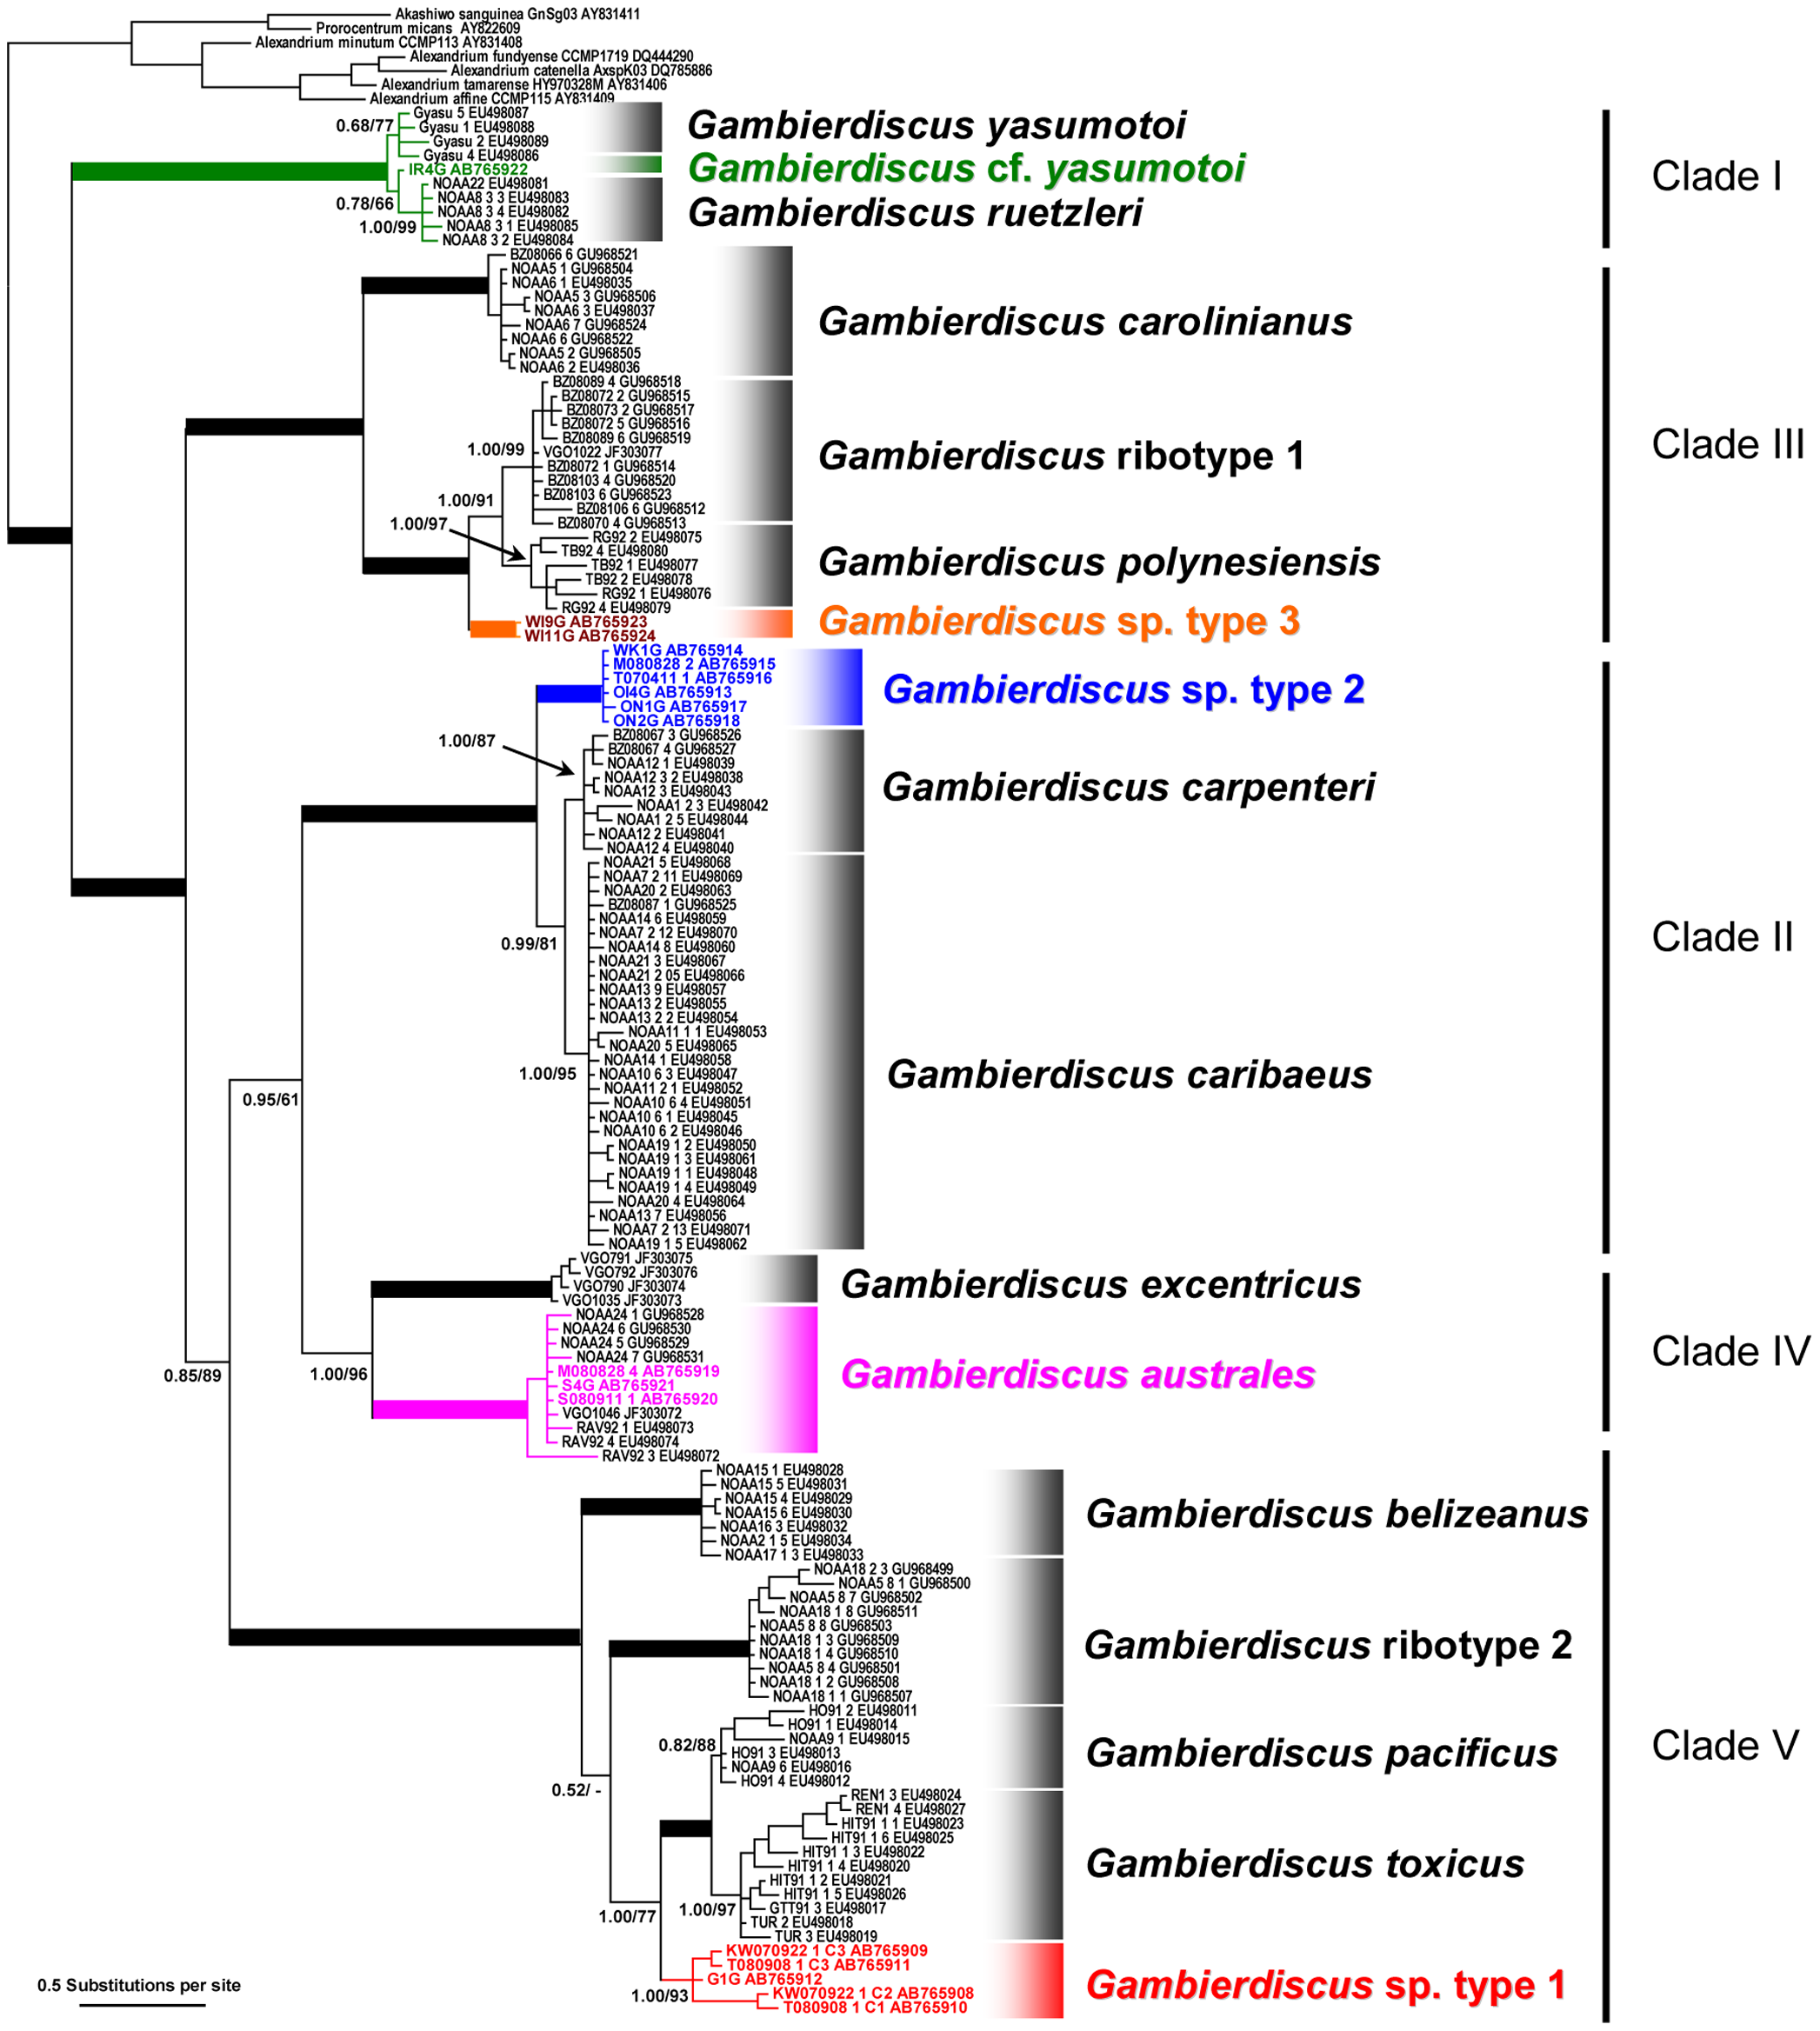 Akashiwo sanguinea GnSg03 AY831411
Prorocentrum micans AY822609
Alexandrium minutum CCMP113 AY831408
Alexandrium fundyense CCMP1719 DQ444290
Alexandrium catenella AxspK03 DQ785886
Alexandrium tamarense HY970328M AY831406
Alexandrium affine CCMP115 AY831409
Gyasu 5 EU498087
0.68/77
Gyasu 1 EU498088
Gyasu 2 EU498089
Gyasu 4 EU498086
Gambierdiscus yasumotoi
IR4G AB765922
Gambierdiscus cf. yasumotoi
Clade I
NOAA22 EU498081
NOAA8 3 3 EU498083
0.78/66
NOAA8 3 4 EU498082
1.00/99
NOAA8 3 1 EU498085
NOAA8 3 2 EU498084
Gambierdiscus ruetzleri
BZ08066 6 GU968521
NOAA5 1 GU968504
NOAA6 1 EU498035
NOAA5 3 GU968506
NOAA6 3 EU498037
NOAA6 7 GU968524
NOAA6 6 GU968522
NOAA5 2 GU968505
NOAA6 2 EU498036
Gambierdiscus carolinianus
BZ08089 4 GU968518
BZ08072 2 GU968515
BZ08073 2 GU968517
BZ08072 5 GU968516
BZ08089 6 GU968519
1.00/99
VGO1022 JF303077
BZ08072 1 GU968514
BZ08103 4 GU968520
BZ08103 6 GU968523
BZ08106 6 GU968512
BZ08070 4 GU968513
Gambierdiscus ribotype 1
Clade III
1.00/91
1.00/97
RG92 2 EU498075
TB92 4 EU498080
TB92 1 EU498077
TB92 2 EU498078
RG92 1 EU498076
RG92 4 EU498079
Gambierdiscus polynesiensis
WI9G AB765923
WI11G AB765924
Gambierdiscus sp. type 3
WK1G AB765914
M080828 2 AB765915
T070411 1 AB765916
OI4G AB765913
ON1G AB765917
ON2G AB765918
Gambierdiscus sp. type 2
1.00/87
BZ08067 3 GU968526
BZ08067 4 GU968527
NOAA12 1 EU498039
NOAA12 3 2 EU498038
NOAA12 3 EU498043
NOAA1 2 3 EU498042
NOAA1 2 5 EU498044
NOAA12 2 EU498041
NOAA12 4 EU498040
Gambierdiscus carpenteri
Clade II
0.99/81
NOAA21 5 EU498068
NOAA7 2 11 EU498069
NOAA20 2 EU498063
BZ08087 1 GU968525
NOAA14 6 EU498059
NOAA7 2 12 EU498070
NOAA14 8 EU498060
NOAA21 3 EU498067
NOAA21 2 05 EU498066
NOAA13 9 EU498057
NOAA13 2 EU498055
NOAA13 2 2 EU498054
NOAA11 1 1 EU498053
NOAA20 5 EU498065
NOAA14 1 EU498058
1.00/95
NOAA10 6 3 EU498047
NOAA11 2 1 EU498052
NOAA10 6 4 EU498051
NOAA10 6 1 EU498045
NOAA10 6 2 EU498046
NOAA19 1 2 EU498050
NOAA19 1 3 EU498061
NOAA19 1 1 EU498048
NOAA19 1 4 EU498049
NOAA20 4 EU498064
NOAA13 7 EU498056
NOAA7 2 13 EU498071
NOAA19 1 5 EU498062
Gambierdiscus caribaeus
0.95/61
VGO791 JF303075
VGO792 JF303076
VGO790 JF303074
VGO1035 JF303073
Gambierdiscus excentricus
NOAA24 1 GU968528
NOAA24 6 GU968530
NOAA24 5 GU968529
NOAA24 7 GU968531
M080828 4 AB765919
S4G AB765921
S080911 1 AB765920
VGO1046 JF303072
RAV92 1 EU498073
RAV92 4 EU498074
RAV92 3 EU498072
Gambierdiscus australes
Clade IV
0.85/89
1.00/96
NOAA15 1 EU498028
NOAA15 5 EU498031
NOAA15 4 EU498029
NOAA15 6 EU498030
NOAA16 3 EU498032
NOAA2 1 5 EU498034
NOAA17 1 3 EU498033
Gambierdiscus belizeanus
NOAA18 2 3 GU968499
NOAA5 8 1 GU968500
NOAA5 8 7 GU968502
NOAA18 1 8 GU968511
NOAA5 8 8 GU968503
NOAA18 1 3 GU968509
NOAA18 1 4 GU968510
NOAA5 8 4 GU968501
NOAA18 1 2 GU968508
NOAA18 1 1 GU968507
Gambierdiscus ribotype 2
HO91 2 EU498011
HO91 1 EU498014
NOAA9 1 EU498015
0.82/88
HO91 3 EU498013
NOAA9 6 EU498016
HO91 4 EU498012
Gambierdiscus pacificus
Clade V
0.52/ -
REN1 3 EU498024
REN1 4 EU498027
HIT91 1 1 EU498023
HIT91 1 6 EU498025
HIT91 1 3 EU498022
HIT91 1 4 EU498020
HIT91 1 2 EU498021
HIT91 1 5 EU498026
GTT91 3 EU498017
TUR 2 EU498018
TUR 3 EU498019
Gambierdiscus toxicus
1.00/77
1.00/97
KW070922 1 C3 AB765909
T080908 1 C3 AB765911
G1G AB765912
KW070922 1 C2 AB765908
T080908 1 C1 AB765910
1.00/93
Gambierdiscus sp. type 1
0.5 Substitutions per site